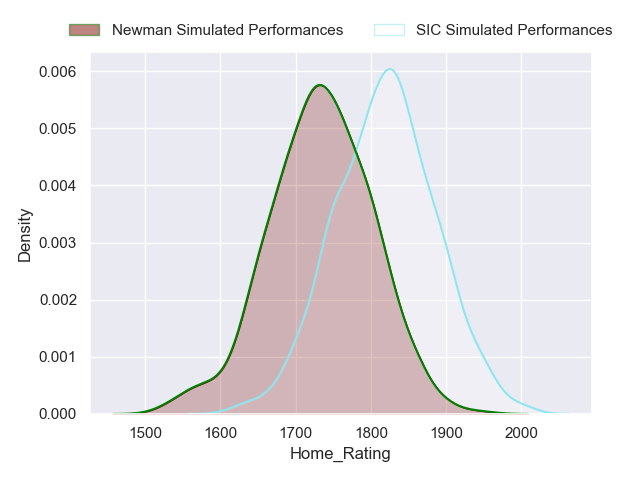 Newman Simulated Performances SIC Simulated Performances
0.006
0.005
0.004
0.003
0.002
0.001
0.000
Density
1500 1600 1700 1800 1900 2000
Home_Rating